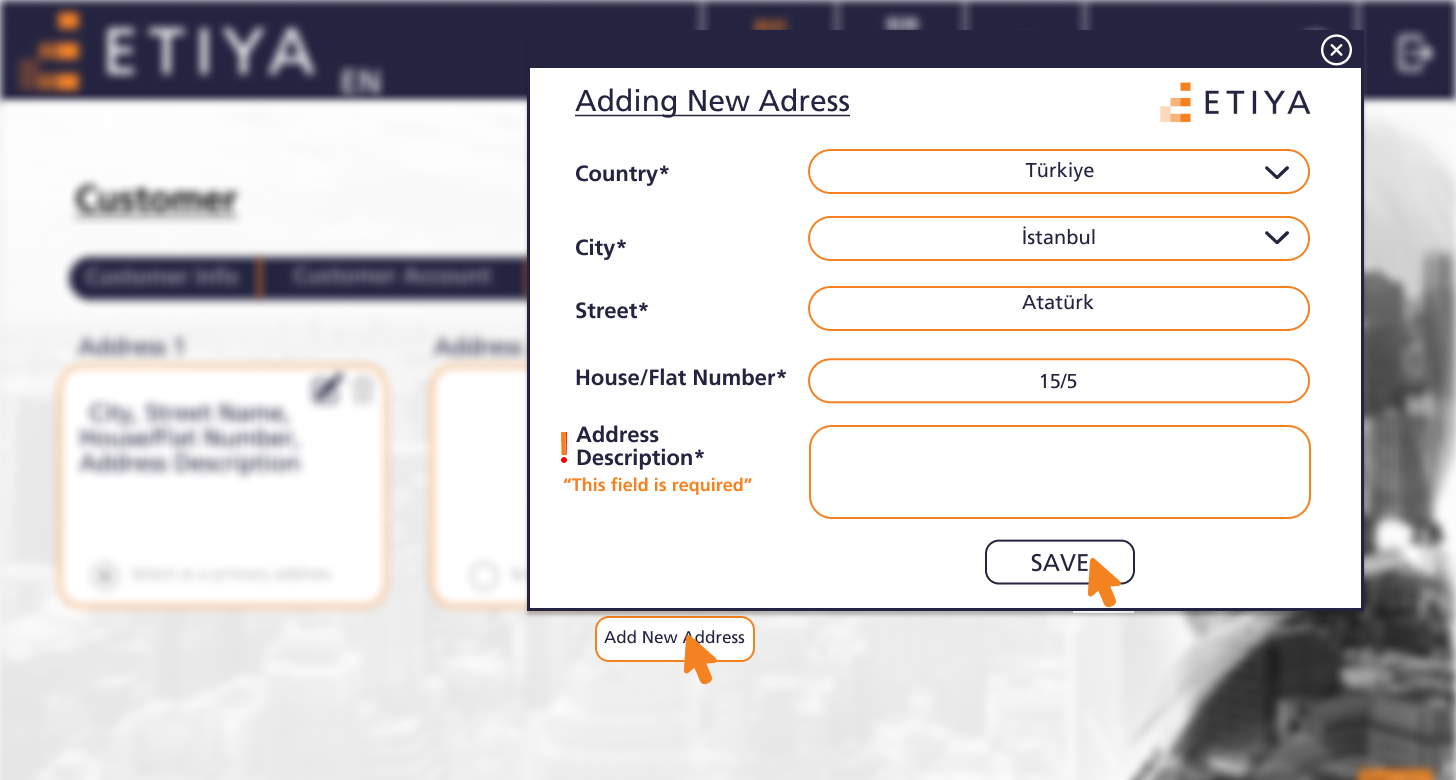 ETIYA
EN
Customer
Customer Info
Customer Account
Address 1
Address
City, Street Name,
House/Flat Number,
Address Description
Select as a primary address
Adding New Adress
ETIYA
Country*
Türkiye
City*
İstanbul
Street*
Atatürk
House/Flat Number*
15/5
Address
Description*
“This field is required”
SAVE
Add New Address